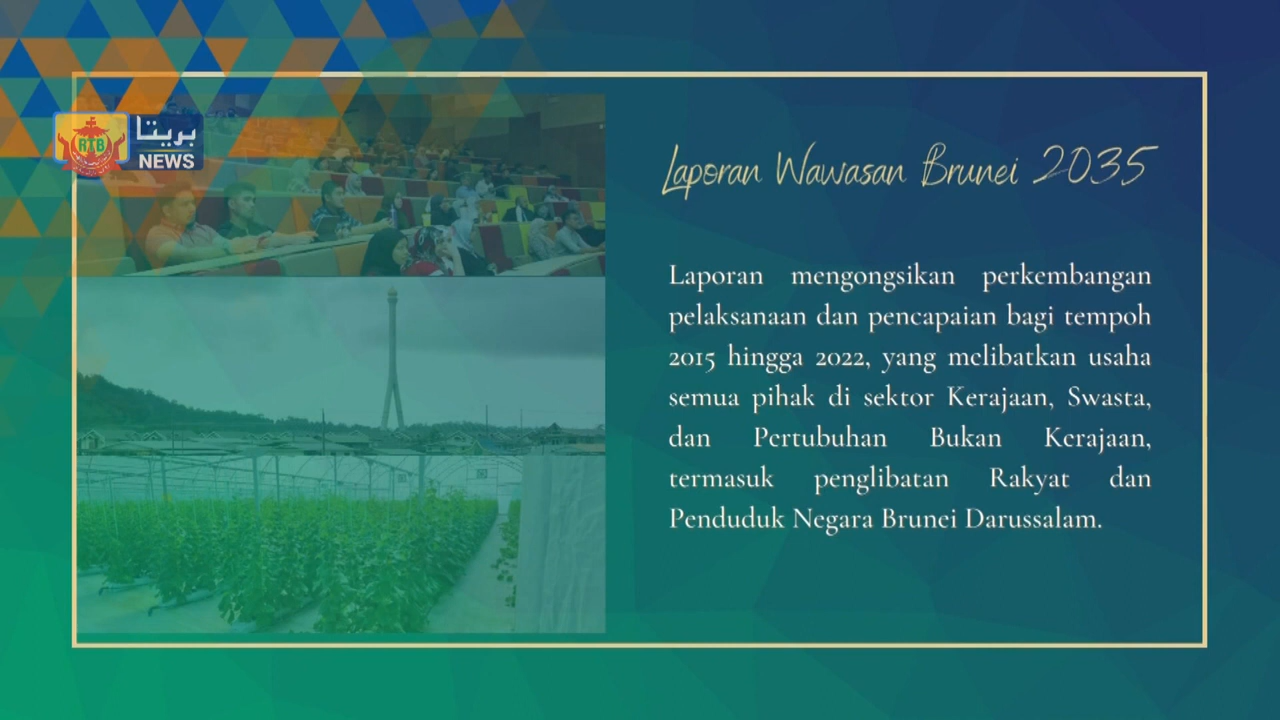 RTB
بريتا
NEWS
Laporan Wawasan Brunei 2035
Laporan mengongsikan perkembangan
pelaksanaan dan pencapaian bagi tempoh
2015 hingga 2022, yang melibatkan usaha
semua pihak di sektor Kerajaan, Swasta,
dan Pertubuhan Bukan Kerajaan,
termasuk penglibatan Rakyat dan
Penduduk Negara Brunei Darussalam.